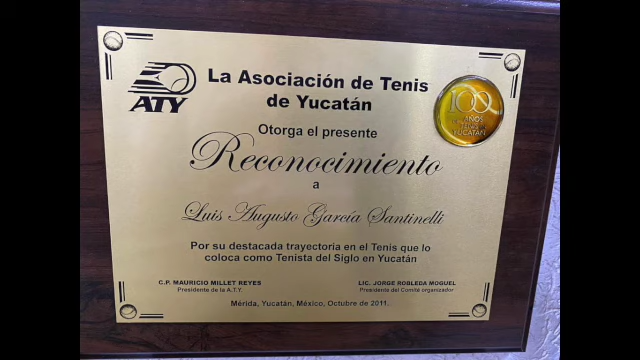 ATY
La Asociación de Tenis
de Yucatán
100
AÑOS
TENIS
YUCATÁN
Otorga el presente
Reconocimiento
a
Luis Augusto García Santinelli
Por su destacada trayectoria en el Tenis que lo
coloca como Tenista del Siglo en Yucatán
C.P. MAURICIO MILLET REYES
Presidente de la A.T.Y.
LIC. JORGE ROBLEDA MOGUEL
Presidente del Comité organizador
Mérida, Yucatán, México, Octubre de 2011.